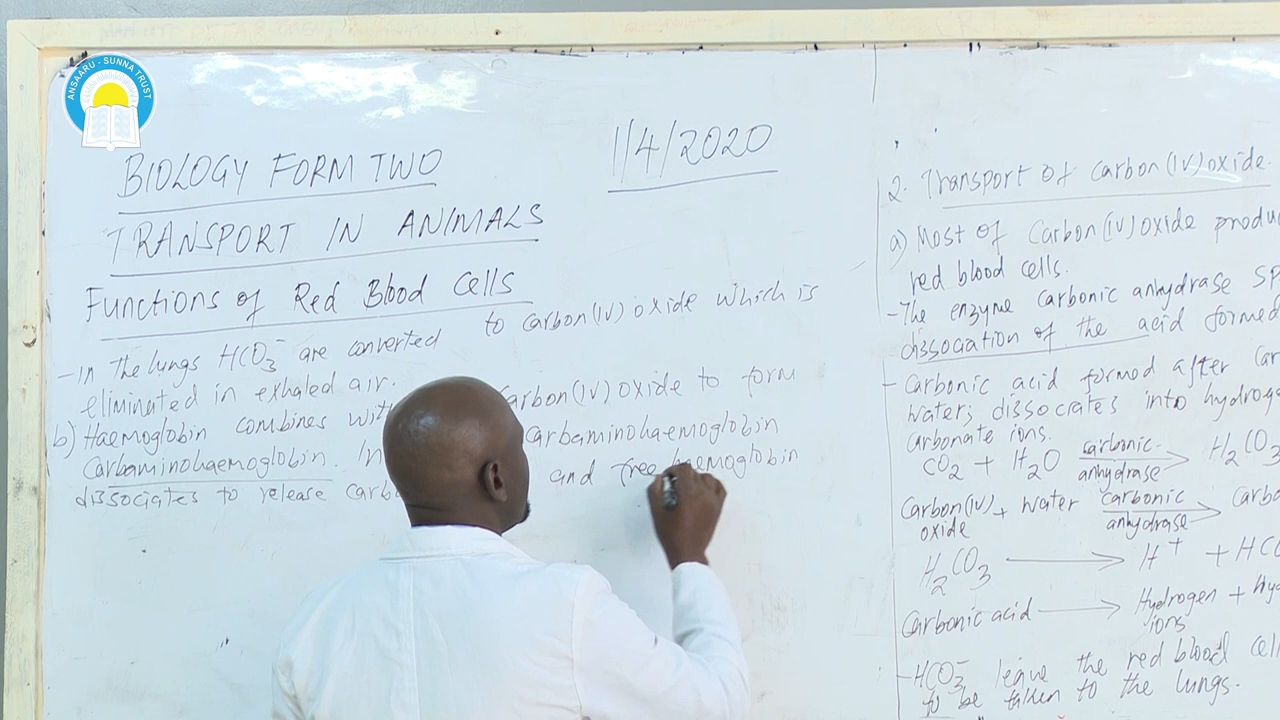 ANSAARU - SUNNA TRUST
BIOLOGY FORM TWO
1/4/2020
TRANSPORT IN ANIMALS
Functions of Red Blood Cells
-In the lungs HCO₃⁻ are converted to carbon(IV) oxide which is
eliminated in exhaled air.
b) Haemoglobin combines Carbon(IV) oxide to form
Carbaminohaemoglobin. In Carbaminohaemoglobin
dissociates to release and free haemoglobin
2. Transport of Carbon(IV)oxide.
a) Most of Carbon(IV)oxide
red blood cells.
-The enzyme carbonic anhydrase
dissociation of the acid formed
- Carbonic acid formed after
water; dissociates into
carbonate ions.
CO₂ + H₂O carbonic anhydrase → H₂CO₃
Carbon(IV) oxide + water carbonic anhydrase →
H₂CO₃ → H⁺ +
Carbonic acid → Hydrogen ions +
-HCO₃⁻ leave the red blood
to be taken to the lungs.